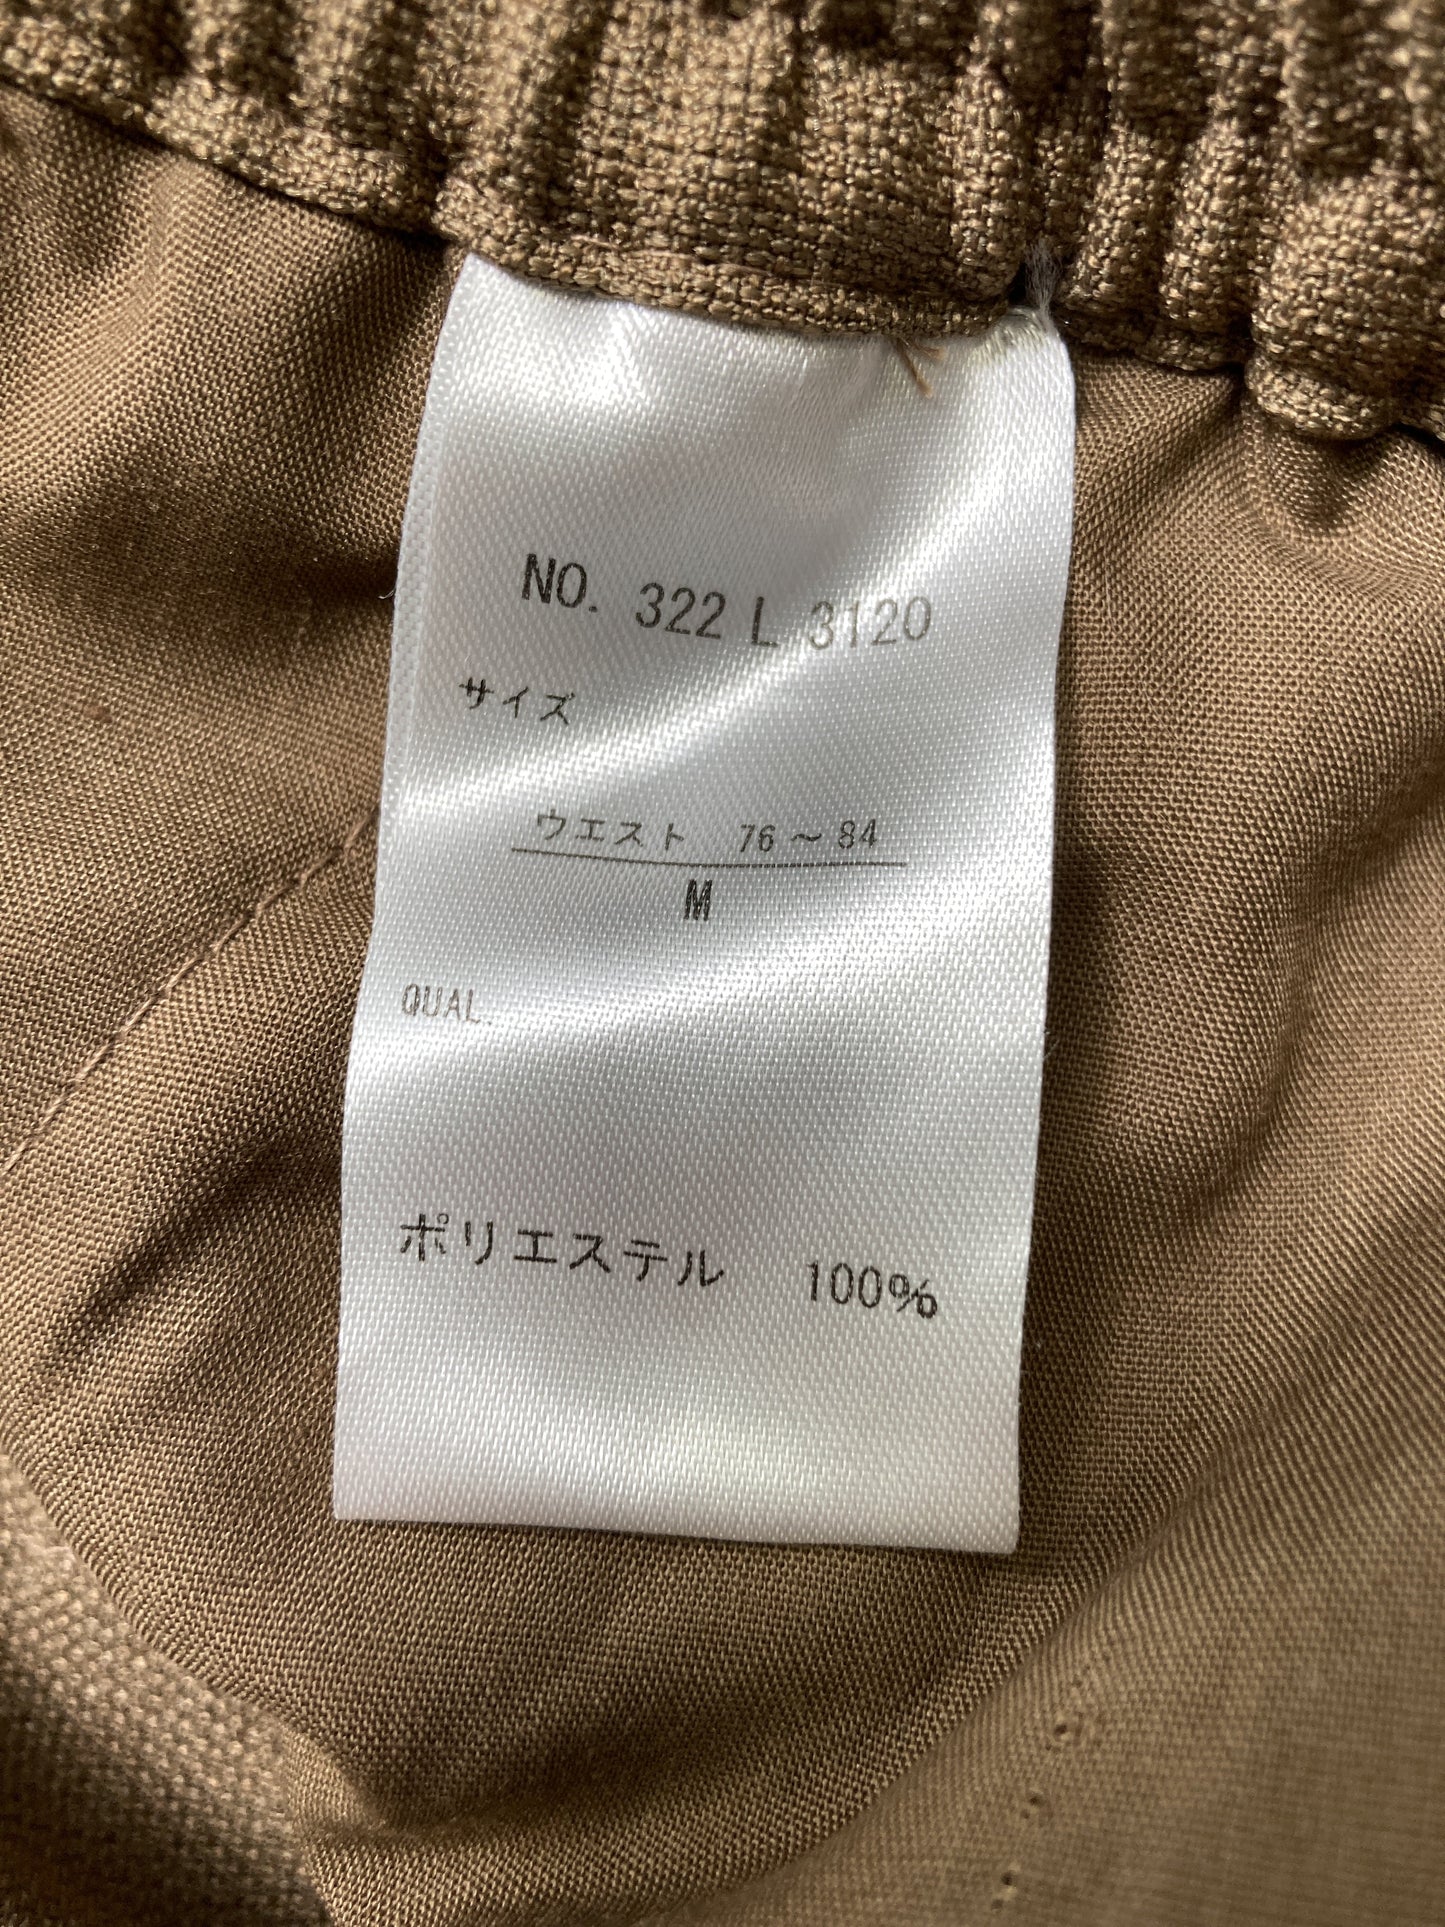 NO. 322 L 3120
サイズ
ウエスト 76～84
M
QUAL.
ポリエステル 100%